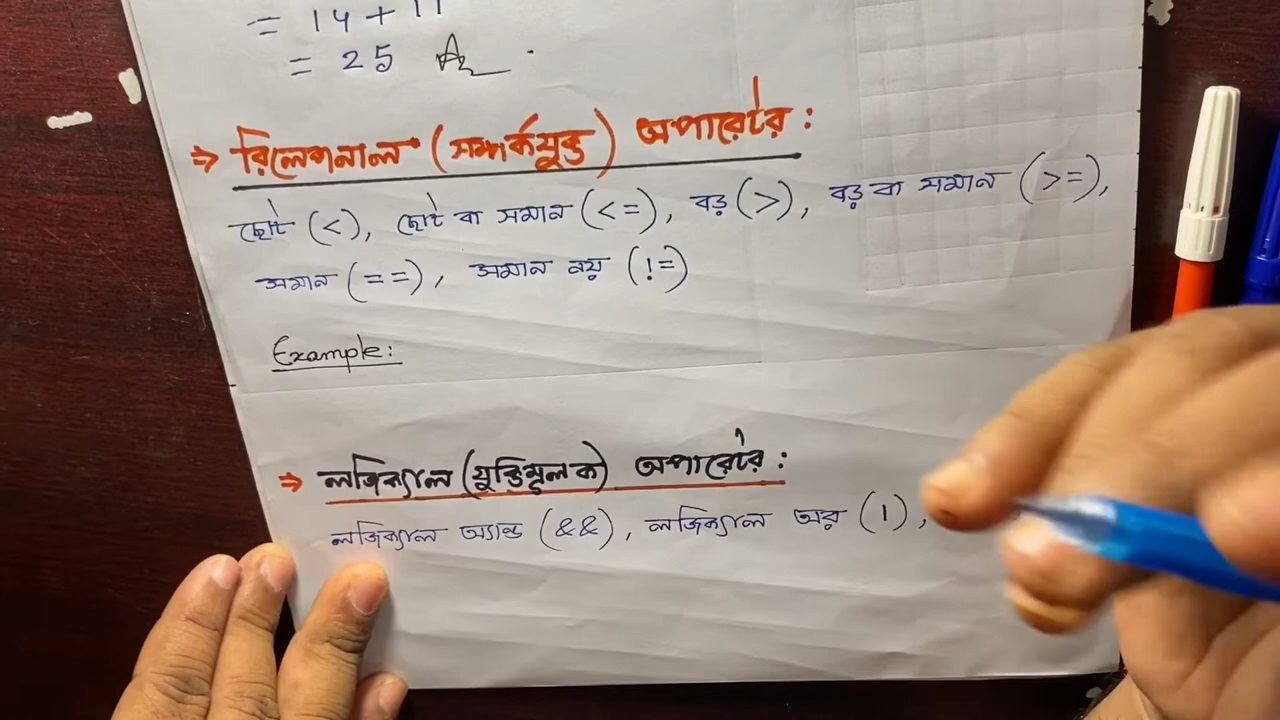 = 14 + 11
= 25 Ans
⇒ রিলেশনাল (সম্পর্কযুক্ত) অপারেটর :
ছোট (<), ছোট বা সমান (<=), বড় (>), বড় বা সমান (>=),
সমান (==), সমান নয় (!=)
Example:
⇒ লজিক্যাল (যুক্তিমূলক) অপারেটর :
লজিক্যাল অ্যান্ড (&&), লজিক্যাল অর (|),